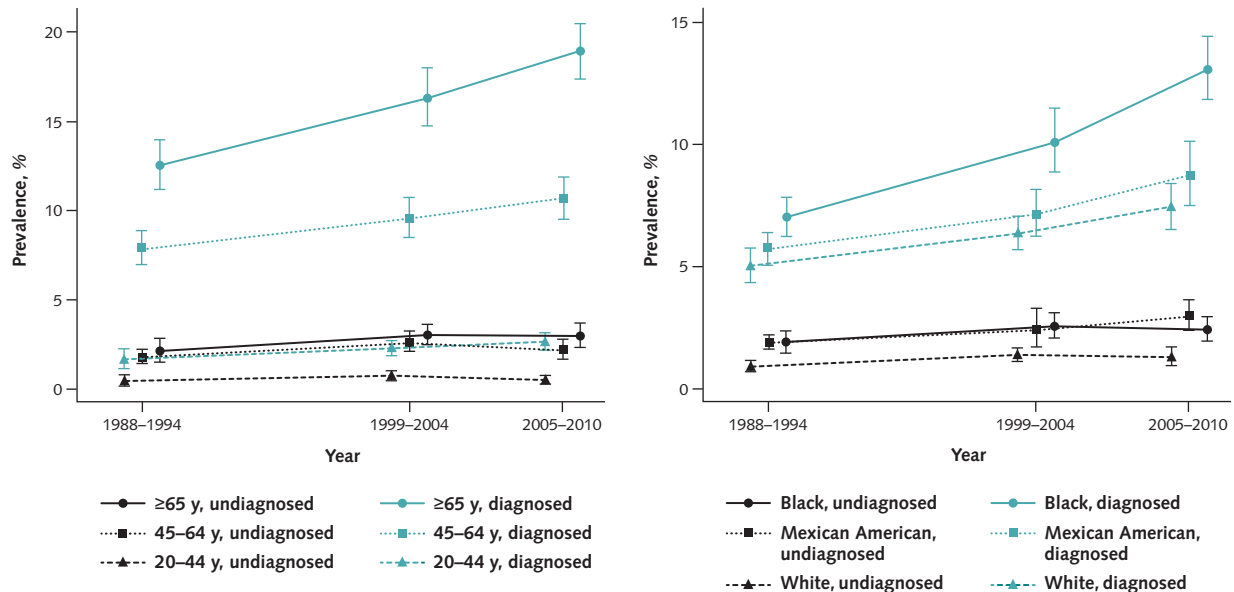 20
15
10
5
0
Prevalence, %
1988–1994
1999–2004
2005–2010
Year
≥65 y, undiagnosed
45–64 y, undiagnosed
20–44 y, undiagnosed
≥65 y, diagnosed
45–64 y, diagnosed
20–44 y, diagnosed
15
10
5
0
Prevalence, %
1988–1994
1999–2004
2005–2010
Year
Black, undiagnosed
Mexican American,
undiagnosed
White, undiagnosed
Black, diagnosed
Mexican American,
diagnosed
White, diagnosed